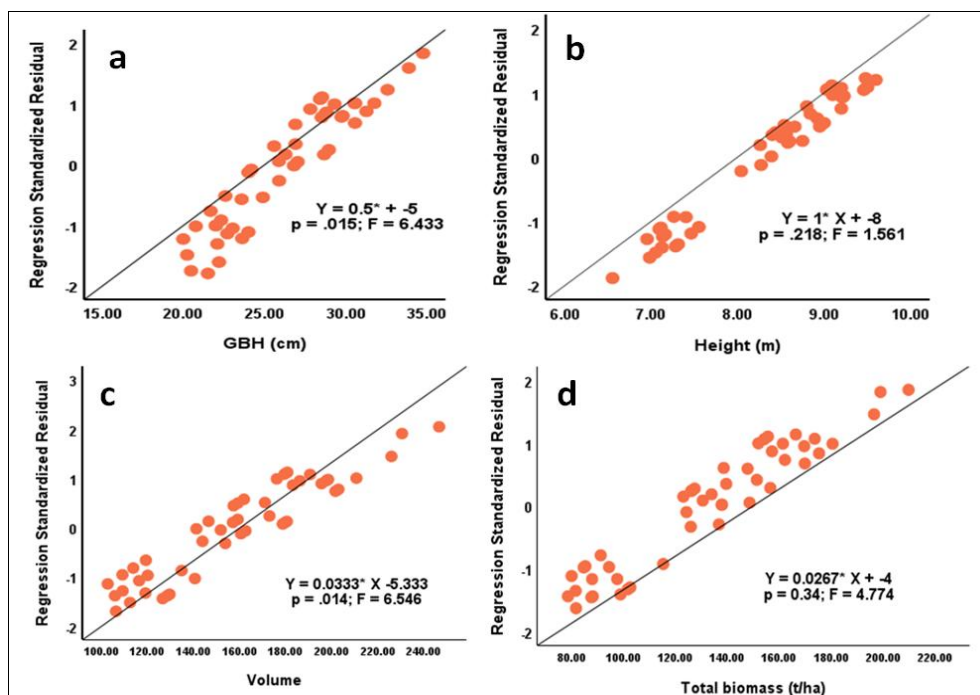 a
Regression Standardized Residual
2
1
0
-1
-2
Y = 0.5* + -5
p = .015; F = 6.433
15.00 20.00 25.00 30.00 35.00
GBH (cm)
b
Regression Standardized Residual
2
1
0
-1
-2
Y = 1* X + -8
p = .218; F = 1.561
6.00 7.00 8.00 9.00 10.00
Height (m)
c
Regression Standardized Residual
3
2
1
0
-1
-2
Y = 0.0333* X -5.333
p = .014; F = 6.546
100.00 120.00 140.00 160.00 180.00 200.00 220.00 240.00
Volume
d
Regression Standardized Residual
2
1
0
-1
-2
Y = 0.0267* X + -4
p = 0.34; F = 4.774
80.00 100.00 120.00 140.00 160.00 180.00 200.00 220.00
Total biomass (t/ha)